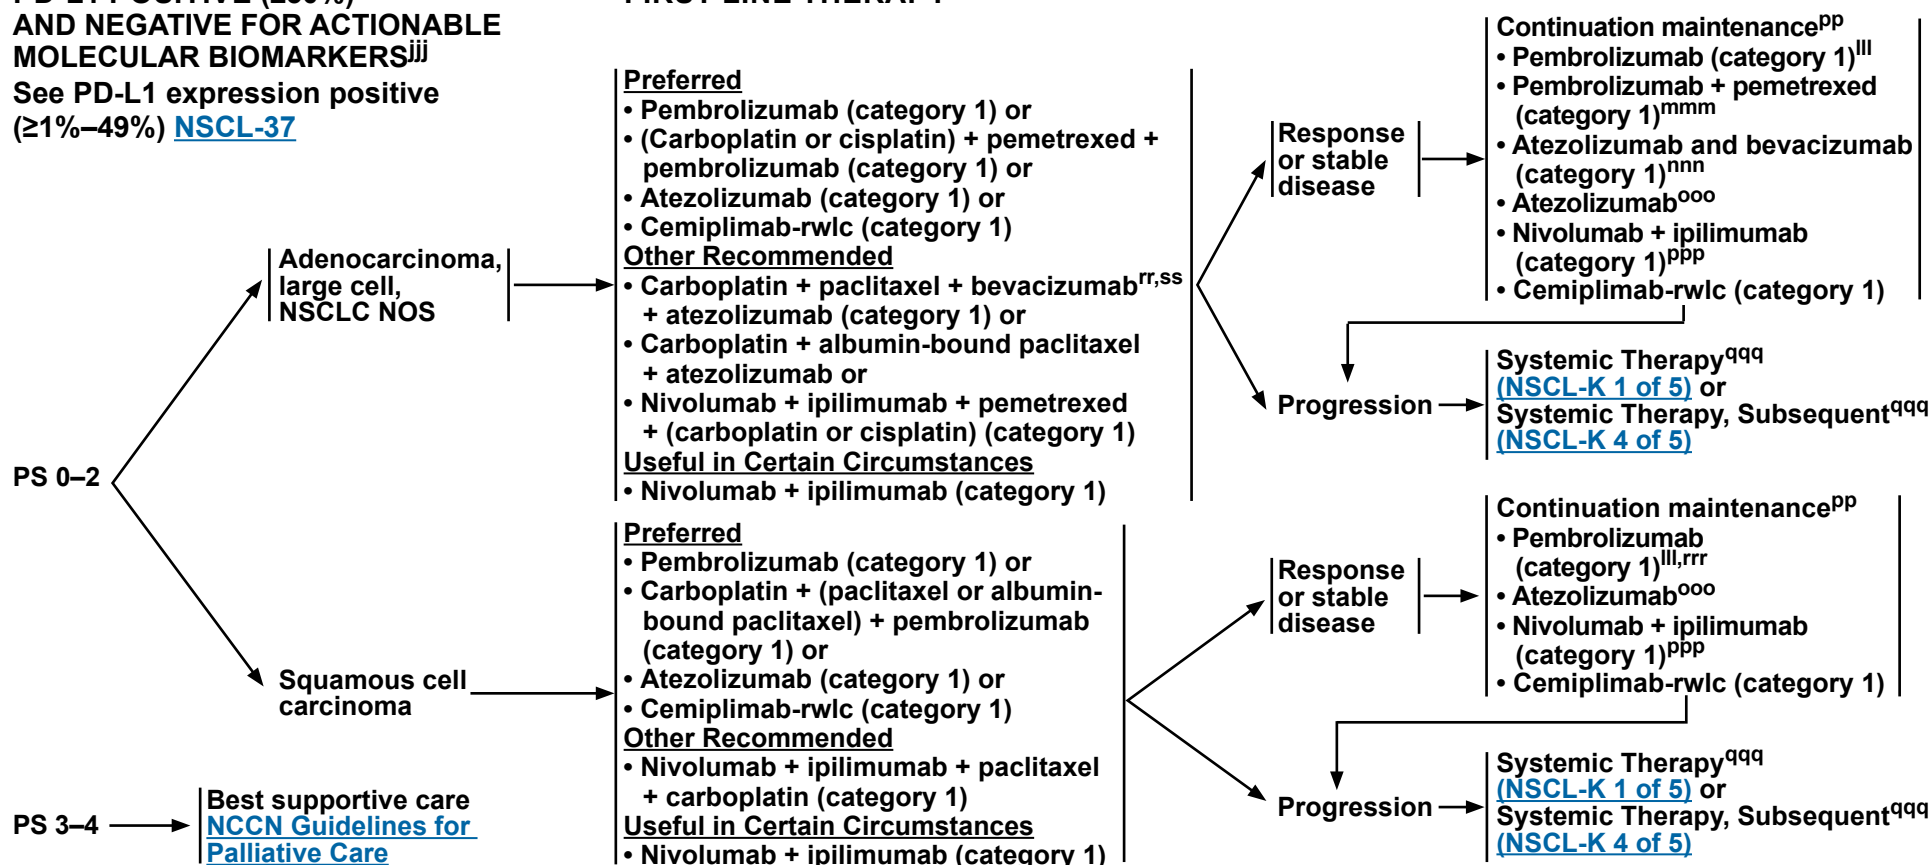 AND NEGATIVE FOR ACTIONABLE
MOLECULAR BIOMARKERSjjj
See PD-L1 expression positive
(≥1%–49%) NSCL-37
PS 0–2
Adenocarcinoma,
large cell,
NSCLC NOS
Preferred
• Pembrolizumab (category 1) or
• (Carboplatin or cisplatin) + pemetrexed +
pembrolizumab (category 1) or
• Atezolizumab (category 1) or
• Cemiplimab-rwlc (category 1)
Other Recommended
• Carboplatin + paclitaxel + bevacizumabrr,ss
+ atezolizumab (category 1) or
• Carboplatin + albumin-bound paclitaxel
+ atezolizumab or
• Nivolumab + ipilimumab + pemetrexed
+ (carboplatin or cisplatin) (category 1)
Useful in Certain Circumstances
• Nivolumab + ipilimumab (category 1)
Response
or stable
disease
Continuation maintenancepp
• Pembrolizumab (category 1)lll
• Pembrolizumab + pemetrexed
(category 1)mmm
• Atezolizumab and bevacizumab
(category 1)nnn
• Atezolizumabooo
• Nivolumab + ipilimumab
(category 1)ppp
• Cemiplimab-rwlc (category 1)
Progression
Systemic Therapyqqq
(NSCL-K 1 of 5) or
Systemic Therapy, Subsequentqqq
(NSCL-K 4 of 5)
Squamous cell
carcinoma
Preferred
• Pembrolizumab (category 1) or
• Carboplatin + (paclitaxel or albumin-
bound paclitaxel) + pembrolizumab
(category 1) or
• Atezolizumab (category 1) or
• Cemiplimab-rwlc (category 1)
Other Recommended
• Nivolumab + ipilimumab + paclitaxel
+ carboplatin (category 1)
Useful in Certain Circumstances
• Nivolumab + ipilimumab (category 1)
Response
or stable
disease
Continuation maintenancepp
• Pembrolizumab
(category 1)lll,rrr
• Atezolizumabooo
• Nivolumab + ipilimumab
(category 1)ppp
• Cemiplimab-rwlc (category 1)
Progression
Systemic Therapyqqq
(NSCL-K 1 of 5) or
Systemic Therapy, Subsequentqqq
(NSCL-K 4 of 5)
PS 3–4
Best supportive care
NCCN Guidelines for
Palliative Care